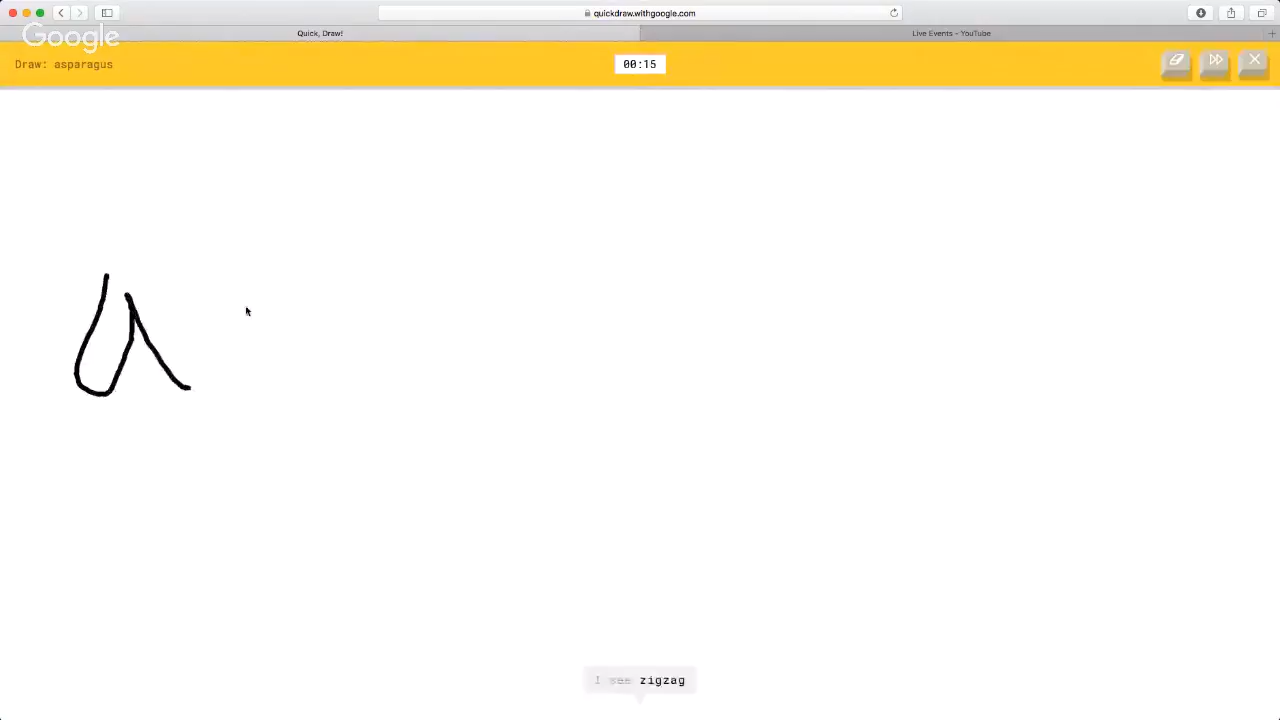 quickdraw.withgoogle.com
Quick, Draw!
Live Events - YouTube
Google
Draw: asparagus
00:15
a
I see zigzag